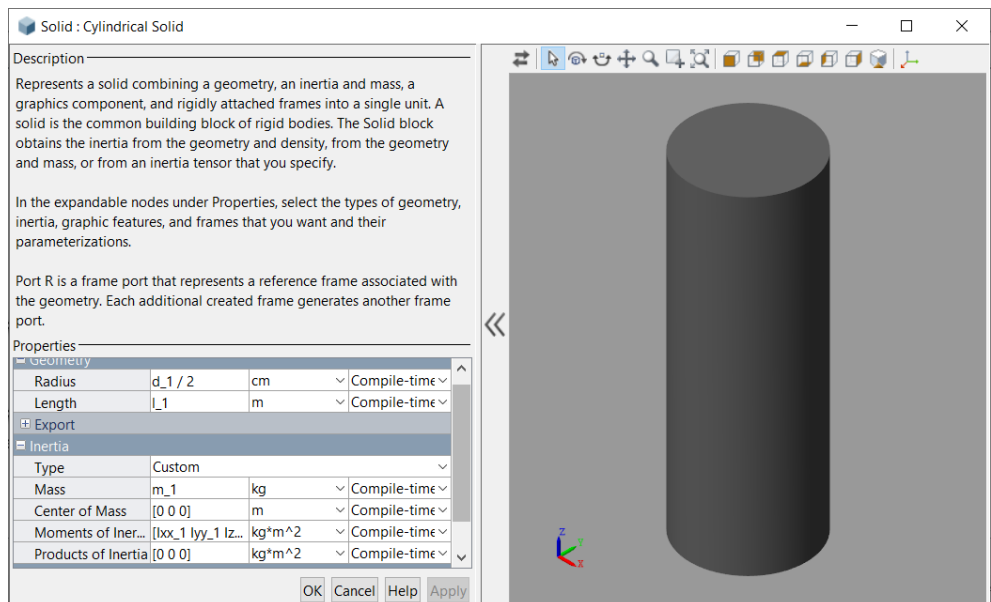 Solid : Cylindrical Solid
Description
Represents a solid combining a geometry, an inertia and mass, a
graphics component, and rigidly attached frames into a single unit. A
solid is the common building block of rigid bodies. The Solid block
obtains the inertia from the geometry and density, from the geometry
and mass, or from an inertia tensor that you specify.
In the expandable nodes under Properties, select the types of geometry,
inertia, graphic features, and frames that you want and their
parameterizations.
Port R is a frame port that represents a reference frame associated with
the geometry. Each additional created frame generates another frame
port.
Properties
Geometry
Radius d_1 / 2 cm Compile-time
Length l_1 m Compile-time
Export
Inertia
Type Custom
Mass m_1 kg Compile-time
Center of Mass [0 0 0] m Compile-time
Moments of Iner... [Ixx_1 Iyy_1 Iz... kg*m^2 Compile-time
Products of Inertia [0 0 0] kg*m^2 Compile-time
OK Cancel Help Apply
z
y
x